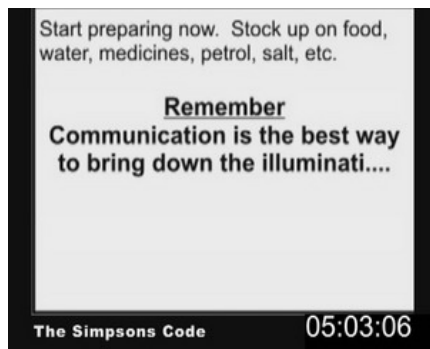 Start preparing now.  Stock up on food,
water, medicines, petrol, salt, etc.
Remember
Communication is the best way
to bring down the illuminati....
The Simpsons Code
05:03:06